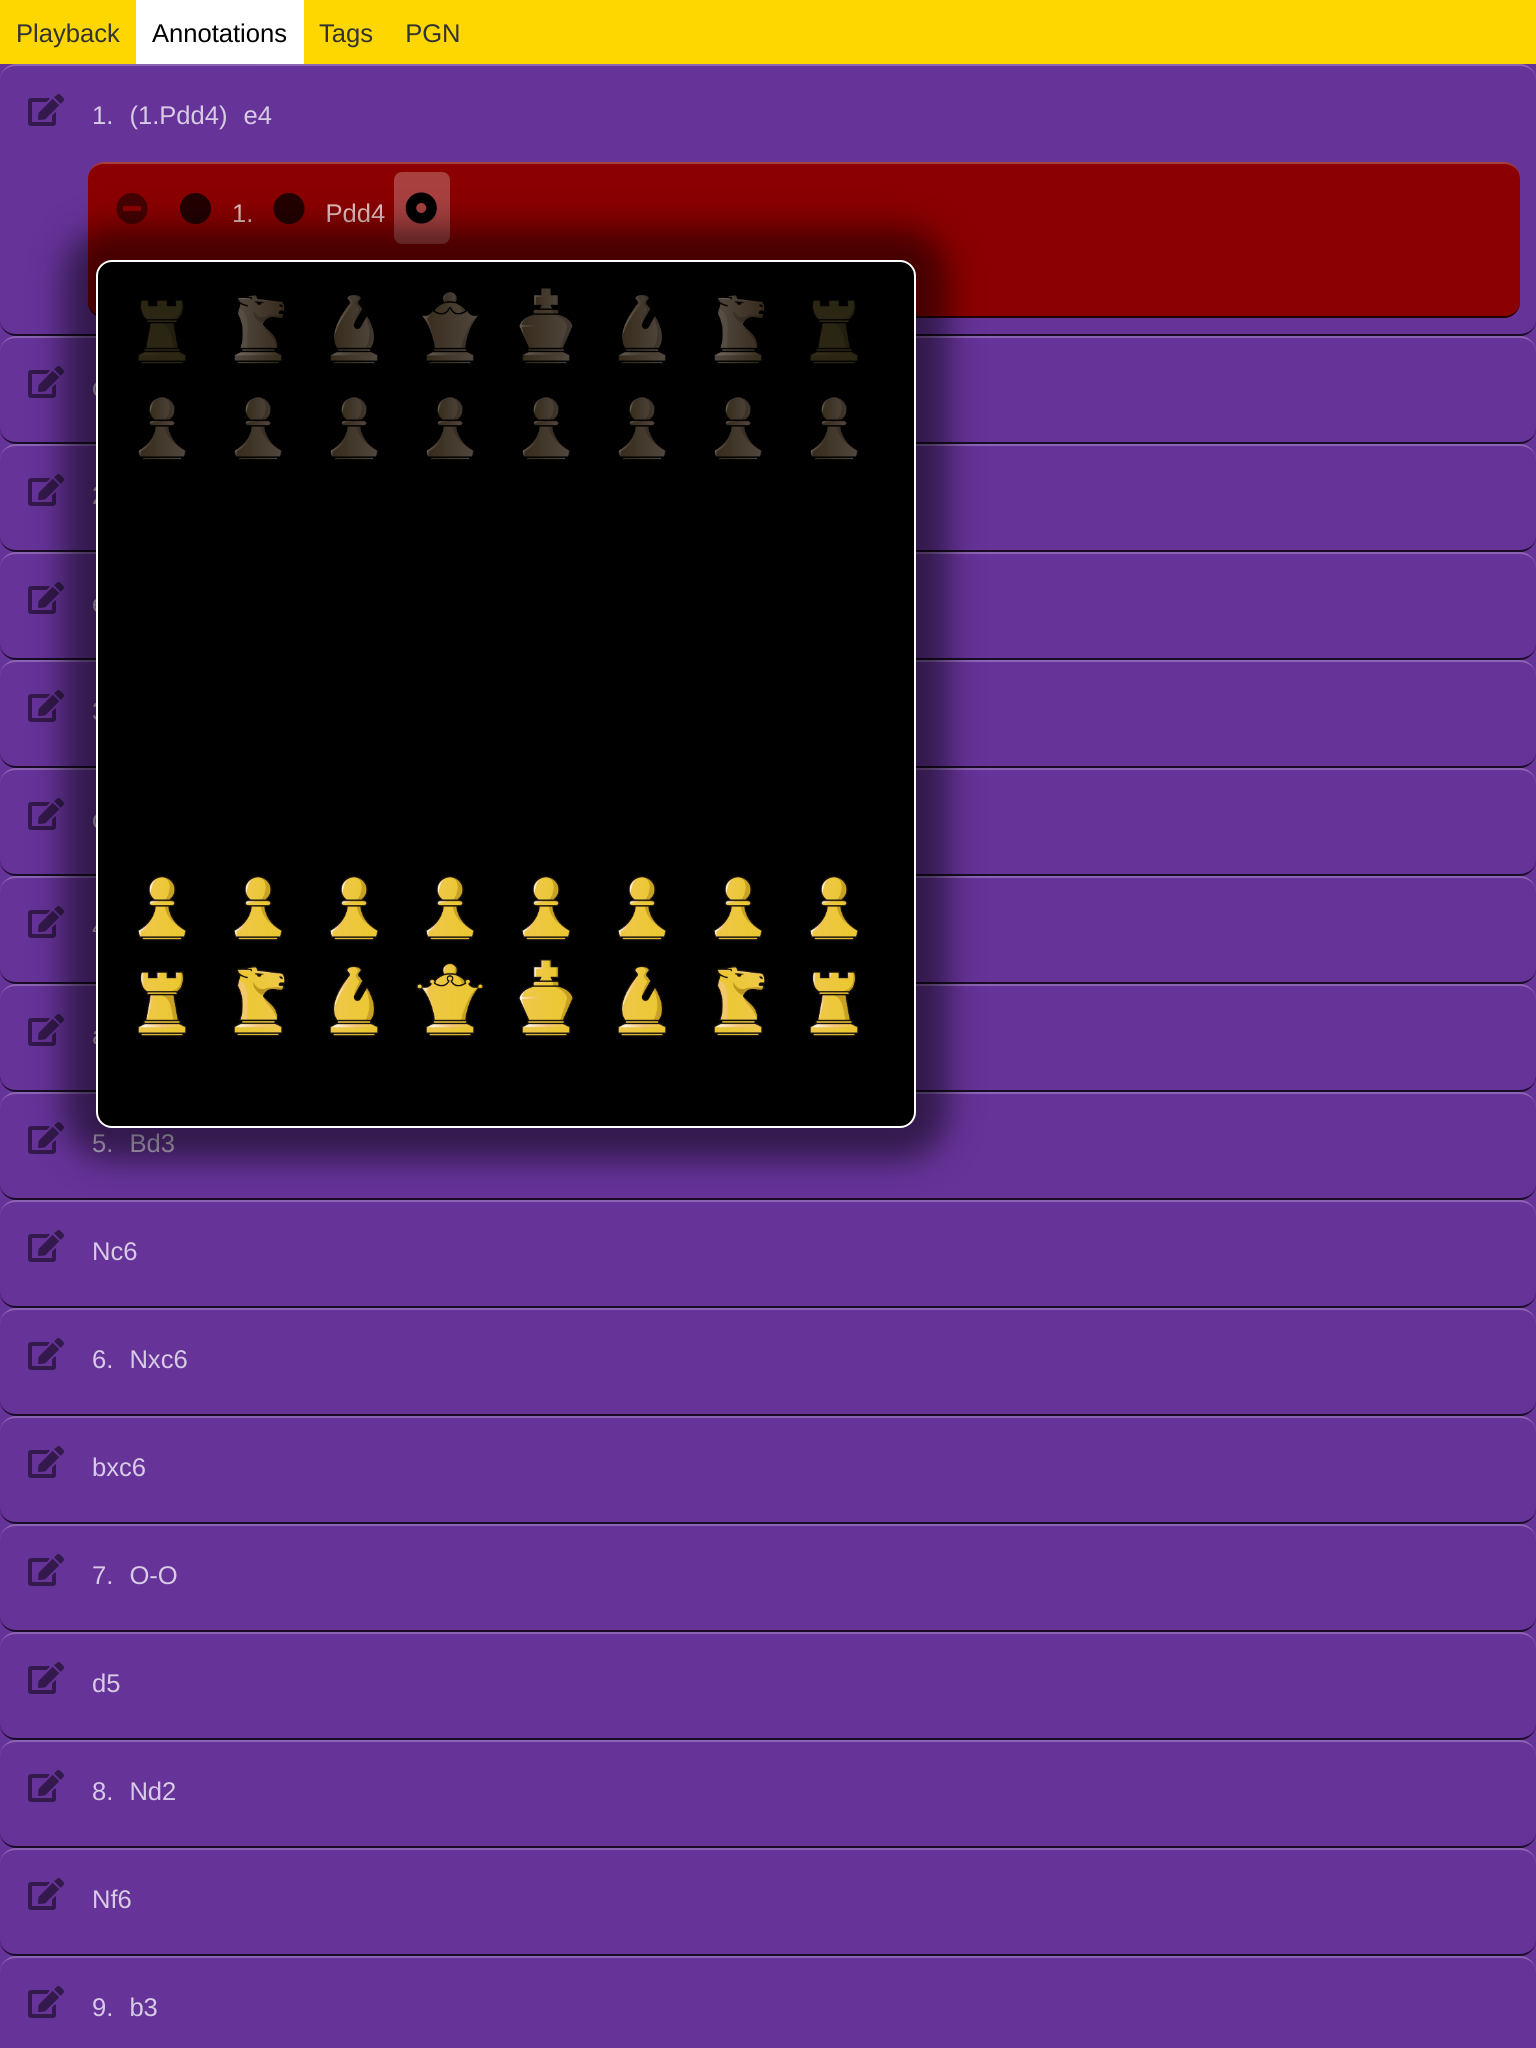 Playback Annotations Tags PGN
1. (1.Pdd4) e4
1. Pdd4
5. Bd3
Nc6
6. Nxc6
bxc6
7. O-O
d5
8. Nd2
Nf6
9. b3